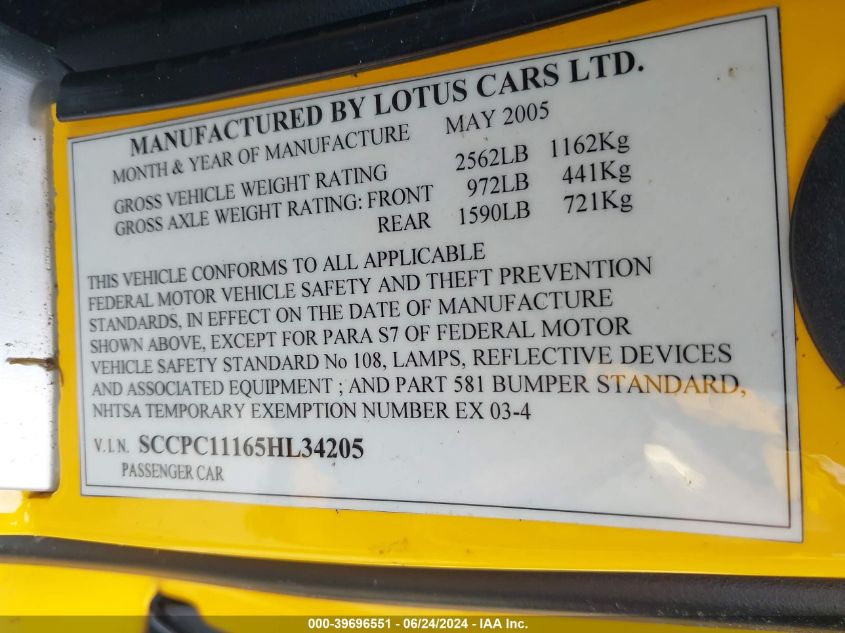 MANUFACTURED BY LOTUS CARS LTD.
MONTH & YEAR OF MANUFACTURE MAY 2005
GROSS VEHICLE WEIGHT RATING 2562LB 1162Kg
GROSS AXLE WEIGHT RATING: FRONT 972LB 441Kg
REAR 1590LB 721Kg
THIS VEHICLE CONFORMS TO ALL APPLICABLE
FEDERAL MOTOR VEHICLE SAFETY AND THEFT PREVENTION
STANDARDS, IN EFFECT ON THE DATE OF MANUFACTURE
SHOWN ABOVE, EXCEPT FOR PARA S7 OF FEDERAL MOTOR
VEHICLE SAFETY STANDARD No 108, LAMPS, REFLECTIVE DEVICES
AND ASSOCIATED EQUIPMENT ; AND PART 581 BUMPER STANDARD,
NHTSA TEMPORARY EXEMPTION NUMBER EX 03-4
V.I.N. SCCPC11165HL34205
PASSENGER CAR
000-39696551 - 06/24/2024 - IAA Inc.